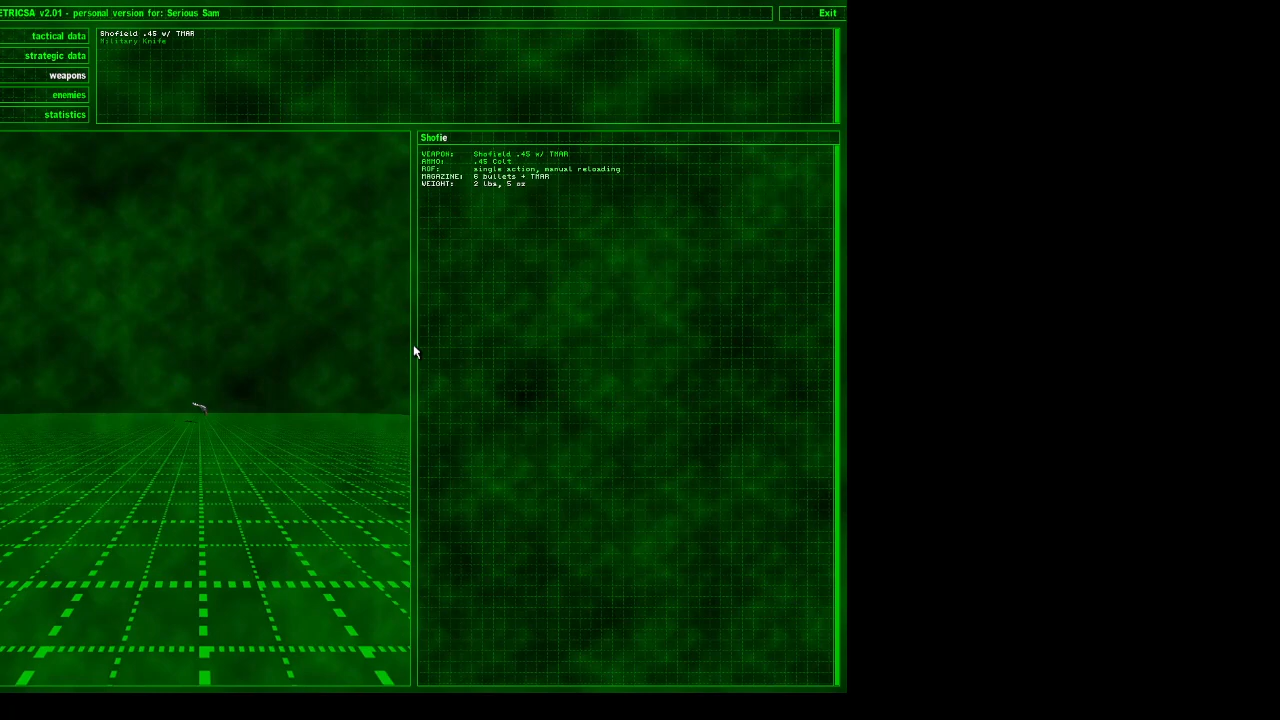 ETRICSA v2.01 - personal version for: Serious Sam
Exit
tactical data
strategic data
weapons
enemies
statistics
Shofield .45 w/ TMAR
Military Knife
Shofie
WEAPON: Shofield .45 w/ TMAR
AMMO: .45 Colt
ROF: single action, manual reloading
MAGAZINE: 6 bullets + TMAR
WEIGHT: 2 lbs, 5 oz